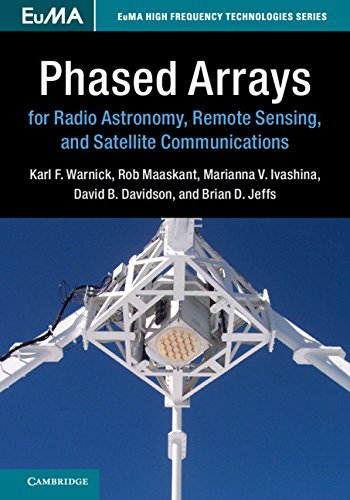 EuMA
EuMA HIGH FREQUENCY TECHNOLOGIES SERIES
Phased Arrays
for Radio Astronomy, Remote Sensing,
and Satellite Communications
Karl F. Warnick, Rob Maaskant, Marianna V. Ivashina,
David B. Davidson, and Brian D. Jeffs
CAMBRIDGE